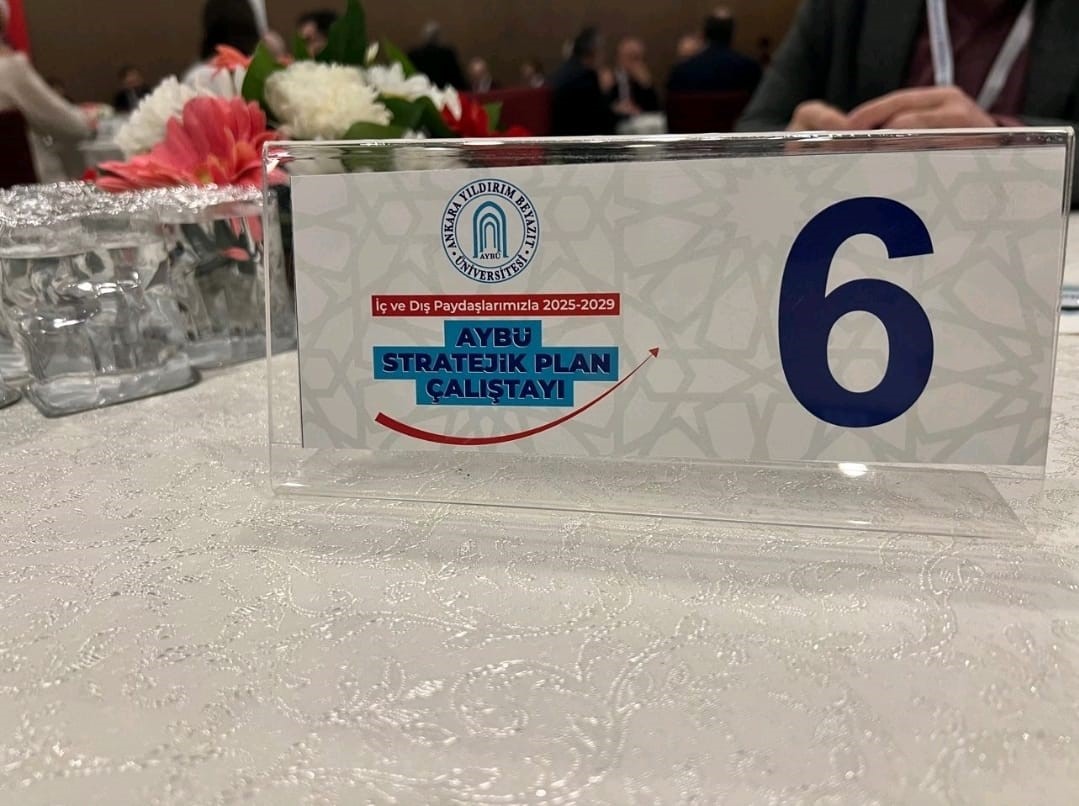 ANKARA YILDIRIM BEYAZIT
AYBÜ
ÜNİVERSİTESİ
İç ve Dış Paydaşlarımızla 2025-2029
AYBÜ
STRATEJİK PLAN
ÇALIŞTAYI
6